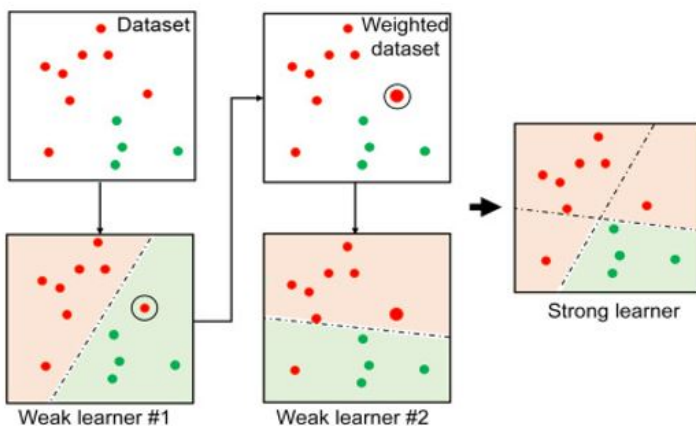 Dataset
Weighted
dataset
Weak learner #1
Weak learner #2
Strong learner